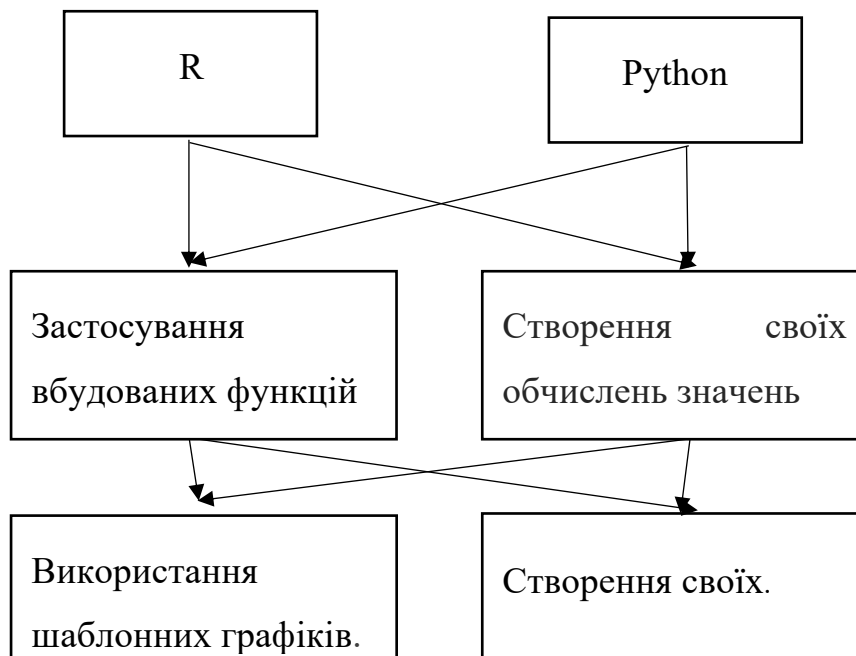 R
Python
Застосування
вбудованих функцій
Створення своїх
обчислень значень
Використання
шаблонних графіків.
Створення своїх.